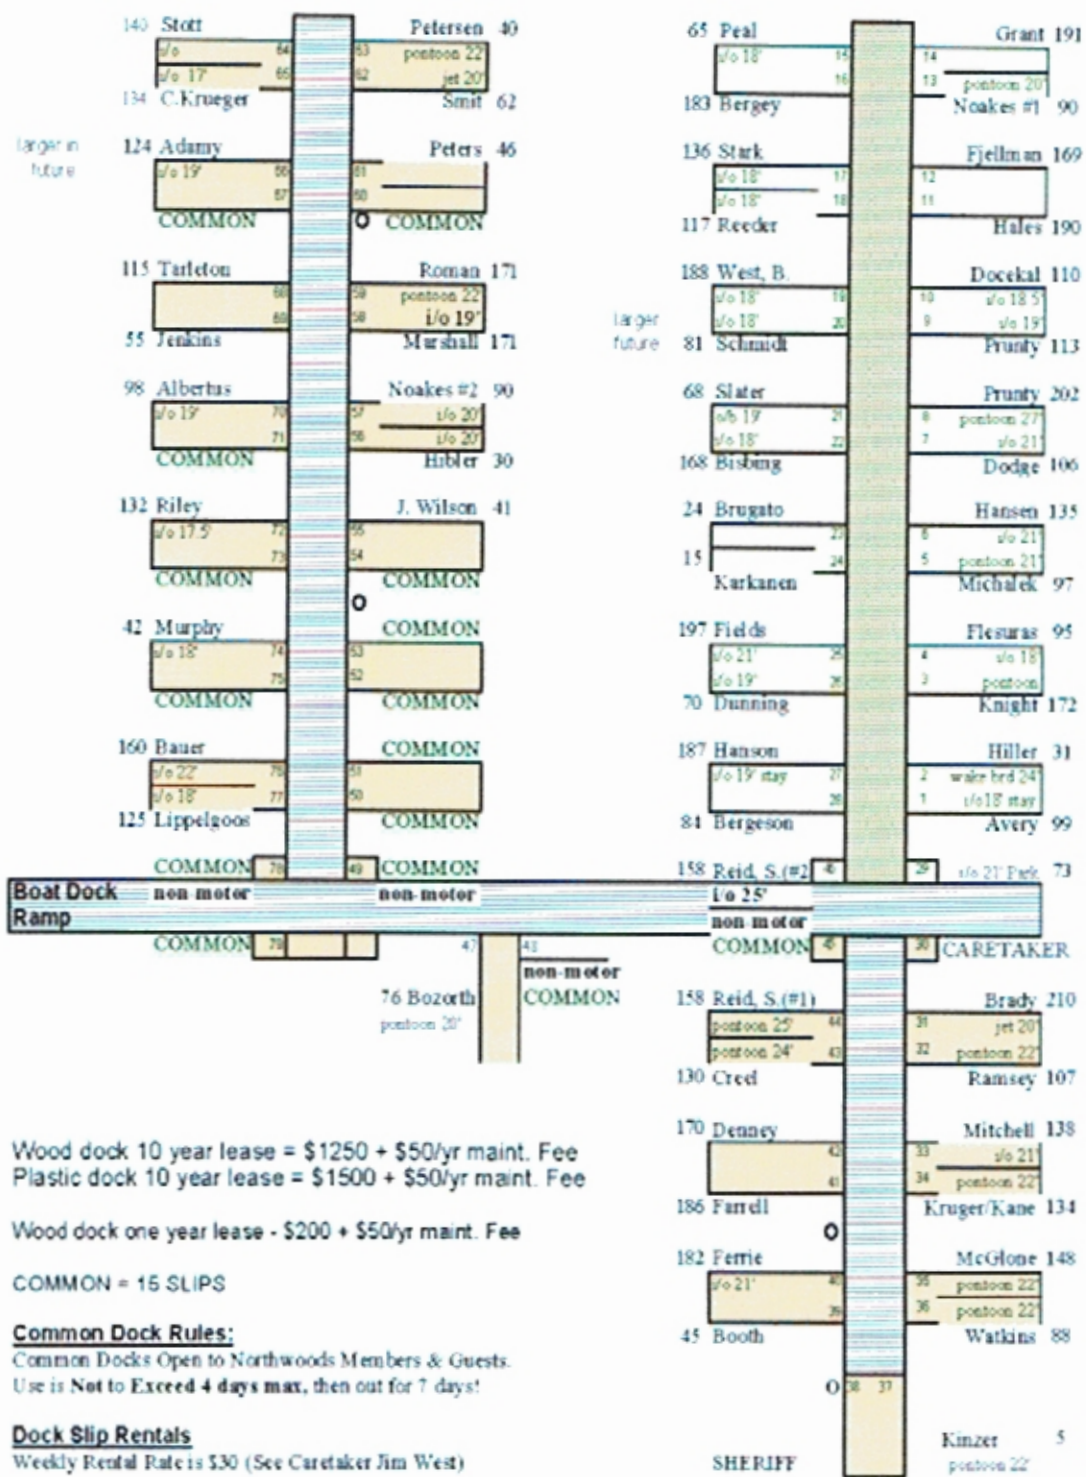 140 Stott
Petersen 40
i/o
64
63
pontoon 22'
i/o 17'
65
62
jet 20'
134 C.Krueger
Smit 62
larger in
future
124 Adamy
Peters 46
i/o 19'
66
61
67
60
COMMON
O
COMMON
115 Tarleton
Roman 171
68
59
pontoon 22'
69
58
i/o 19'
55 Jenkins
Marshall 171
98 Albertus
Noakes #2 90
i/o 19'
70
57
i/o 20'
71
56
i/o 20'
COMMON
Hibler 30
132 Riley
J. Wilson 41
i/o 17.5'
72
55
73
54
COMMON
COMMON
O
42 Murphy
COMMON
i/o 18'
74
53
75
52
COMMON
COMMON
160 Bauer
COMMON
i/o 22'
76
51
i/o 18'
77
50
125 Lippelgoos
COMMON
COMMON
78
49
COMMON
65 Peal
Grant 191
i/o 18'
15
14
16
13
pontoon 20'
183 Bergey
Noakes #1 90
136 Stark
Fjellman 169
i/o 18'
17
12
i/o 18'
18
11
117 Reeder
Hales 190
188 West, B.
Docekal 110
i/o 18'
19
10
i/o 18.5'
larger
future
i/o 18'
20
9
i/o 19'
81 Schmidt
Prunty 113
68 Slater
Prunty 202
o/b 19'
21
8
pontoon 27'
i/o 18'
22
7
i/o 21'
168 Bisbing
Dodge 106
24 Brugato
Hansen 135
23
6
i/o 21'
15
24
5
pontoon 21'
Karkanen
Michalek 97
197 Fields
Flesuras 95
i/o 21'
25
4
i/o 18'
i/o 19'
26
3
pontoon
70 Dunning
Knight 172
187 Hanson
Hiller 31
i/o 19' stay
27
2
wake brd 24'
28
1
i/o18' stay
84 Bergeson
Avery 99
158 Reid, S.(#2
46
29
i/o 21' Park 73
Boat Dock
Ramp
non-motor
non-motor
i/o 25'
non-motor
COMMON
79
47
48
COMMON
45
30
CARETAKER
non-motor
76 Bozorth
COMMON
pontoon 20'
158 Reid, S.(#1)
Brady 210
pontoon 25'
44
31
jet 20'
pontoon 24'
43
32
pontoon 22'
130 Creel
Ramsey 107
170 Denney
Mitchell 138
42
33
i/o 21'
41
34
pontoon 22'
186 Farrell
Kruger/Kane 134
O
182 Ferrie
McGlone 148
i/o 21'
40
35
pontoon 22'
39
36
pontoon 22'
45 Booth
Watkins 88
O
38
37
SHERIFF
Kinzer 5
pontoon 22'
Wood dock 10 year lease = $1250 + $50/yr maint. Fee
Plastic dock 10 year lease = $1500 + $50/yr maint. Fee
Wood dock one year lease - $200 + $50/yr maint. Fee
COMMON = 15 SLIPS
Common Dock Rules:
Common Docks Open to Northwoods Members & Guests.
Use is Not to Exceed 4 days max, then out for 7 days!
Dock Slip Rentals
Weekly Rental Rate is $30 (See Caretaker Jim West)